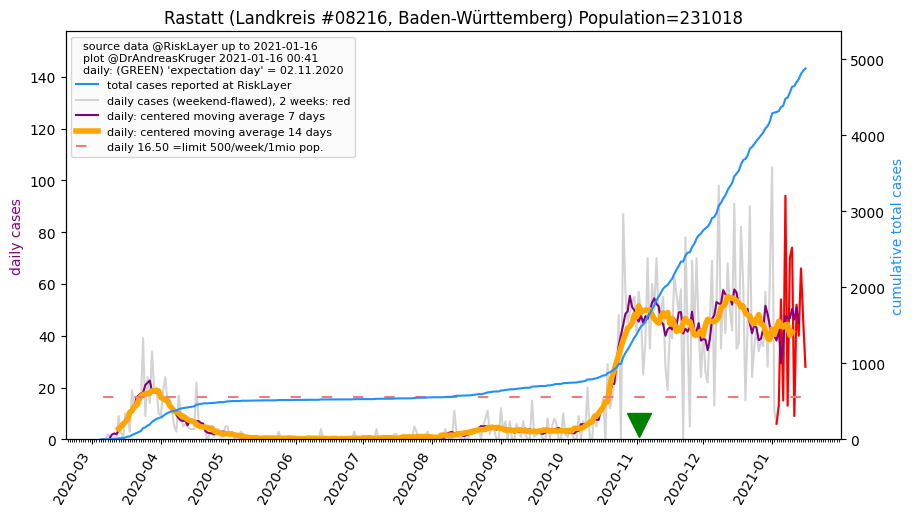 Rastatt (Landkreis #08216, Baden-Württemberg) Population=231018
source data @RiskLayer up to 2021-01-16
plot @DrAndreasKruger 2021-01-16 00:41
daily: (GREEN) 'expectation day' = 02.11.2020
total cases reported at RiskLayer
daily cases (weekend-flawed), 2 weeks: red
daily: centered moving average 7 days
daily: centered moving average 14 days
daily 16.50 =limit 500/week/1mio pop.
daily cases
140
120
100
80
60
40
20
0
cumulative total cases
5000
4000
3000
2000
1000
0
2020-03
2020-04
2020-05
2020-06
2020-07
2020-08
2020-09
2020-10
2020-11
2020-12
2021-01